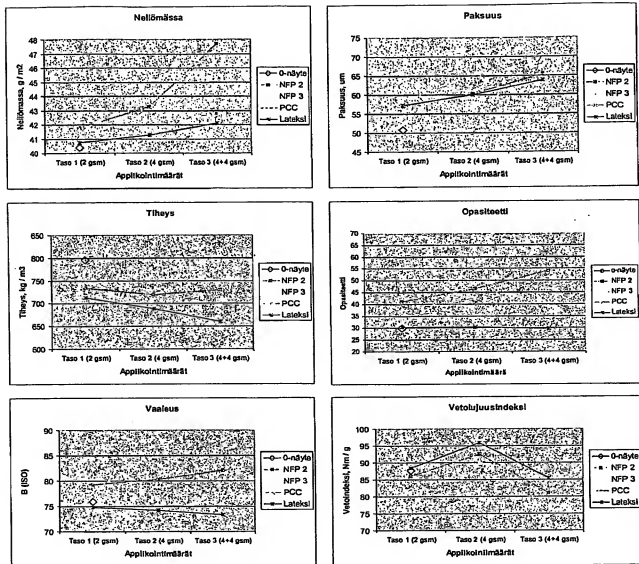 Neliömassa
Neliömassa, g / m2
48
47
46
45
44
43
42
41
40
Taso 1 (2 gsm) Taso 2 (4 gsm) Taso 3 (4+4 gsm)
Applikointimäärät
0-näyte
NFP 2
NFP 3
PCC
Lateksi
Paksuus
Paksuus, um
75
70
65
60
55
50
45
Taso 1 (2 gsm) Taso 2 (4 gsm) Taso 3 (4+4 gsm)
Applikointimäärät
0-näyte
NFP 2
NFP 3
PCC
Lateksi
Tiheys
Tiheys, kg / m3
850
800
750
700
650
600
Taso 1 (2 gsm) Taso 2 (4 gsm) Taso 3 (4+4 gsm)
Applikointimäärät
0-näyte
NFP 2
NFP 3
PCC
Lateksi
Opasiteetti
Opasiteetti
70
65
60
55
50
45
40
35
30
25
20
Taso 1 (2 gsm) Taso 2 (4 gsm) Taso 3 (4+4 gsm)
Applikointimäärä
0-näyte
NFP 2
NFP 3
PCC
Lateksi
Vaaleus
B (ISO)
90
85
80
75
70
Taso 1 (2 gsm) Taso 2 (4 gsm) Taso 3 (4+4 gsm)
Applikointimäärät
0-näyte
NFP 2
NFP 3
PCC
Lateksi
Vetolujuusindeksi
Vetoindeksi, Nm / g
100
95
90
85
80
75
70
Taso 1 (2 gsm) Taso 2 (4 gsm) Taso 3 (4+4 gsm)
Applikointimäärät
0-näyte
NFP 2
NFP 3
PCC
Lateksi